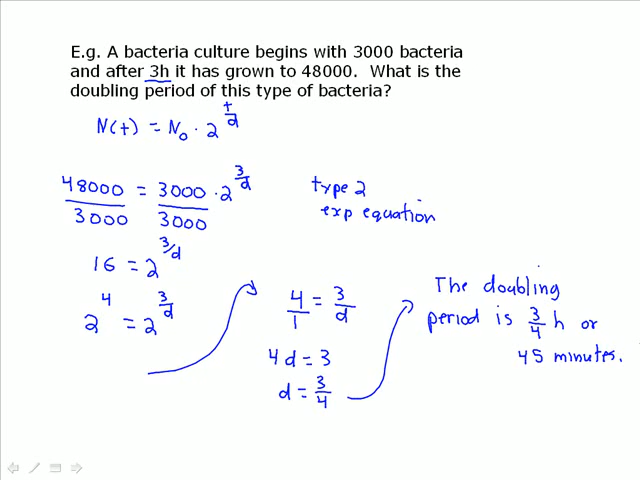 E.g. A bacteria culture begins with 3000 bacteria
and after 3h it has grown to 48000. What is the
doubling period of this type of bacteria?
N(t) = N₀ · 2^(t/d)
48000/3000 = 3000 · 2^(3/d)/3000
16 = 2^(3/d)
2^4 = 2^(3/d)
type 2
exp equation
4/1 = 3/d
4d = 3
d = 3/4
The doubling
period is 3/4 h or
45 minutes.